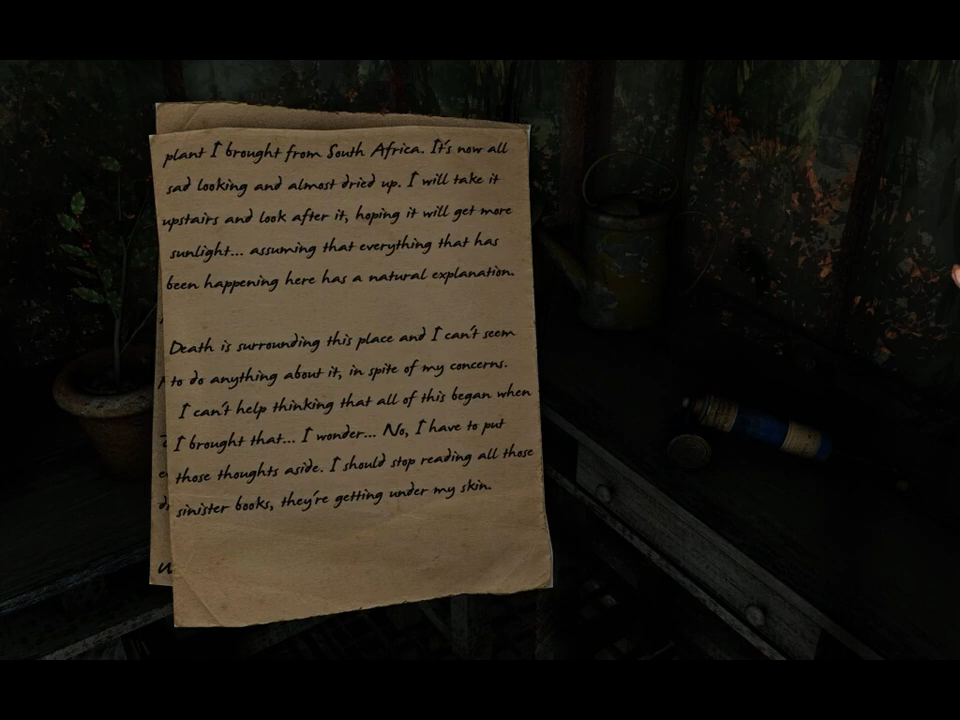 plant I brought from South Africa. It's now all
sad looking and almost dried up. I will take it
upstairs and look after it, hoping it will get more
sunlight... assuming that everything that has
been happening here has a natural explanation.
Death is surrounding this place and I can't seem
to do anything about it, in spite of my concerns.
I can't help thinking that all of this began when
I brought that... I wonder... No, I have to put
those thoughts aside. I should stop reading all those
sinister books, they're getting under my skin.